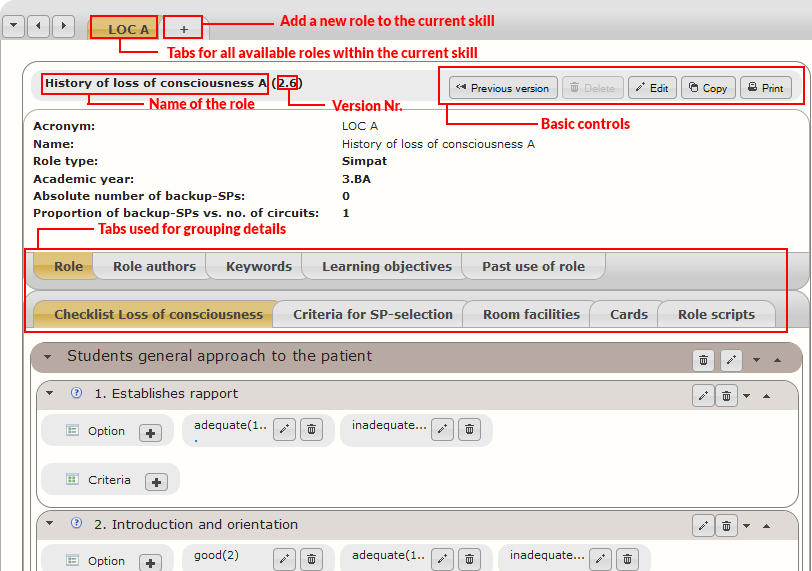 LOC A
+
Add a new role to the current skill
Tabs for all available roles within the current skill
History of loss of consciousness A (2.6)
Previous version
Delete
Edit
Copy
Print
Name of the role
Version Nr.
Basic controls
Acronym: LOC A
Name: History of loss of consciousness A
Role type: Simpat
Academic year: 3.BA
Absolute number of backup-SPs: 0
Proportion of backup-SPs vs. no. of circuits: 1
Tabs used for grouping details
Role
Role authors
Keywords
Learning objectives
Past use of role
Checklist Loss of consciousness
Criteria for SP-selection
Room facilities
Cards
Role scripts
Students general approach to the patient
1. Establishes rapport
Option
adequate(1..
.
inadequate...
Criteria
2. Introduction and orientation
Option
good(2)
adequate(1..
inadequate...